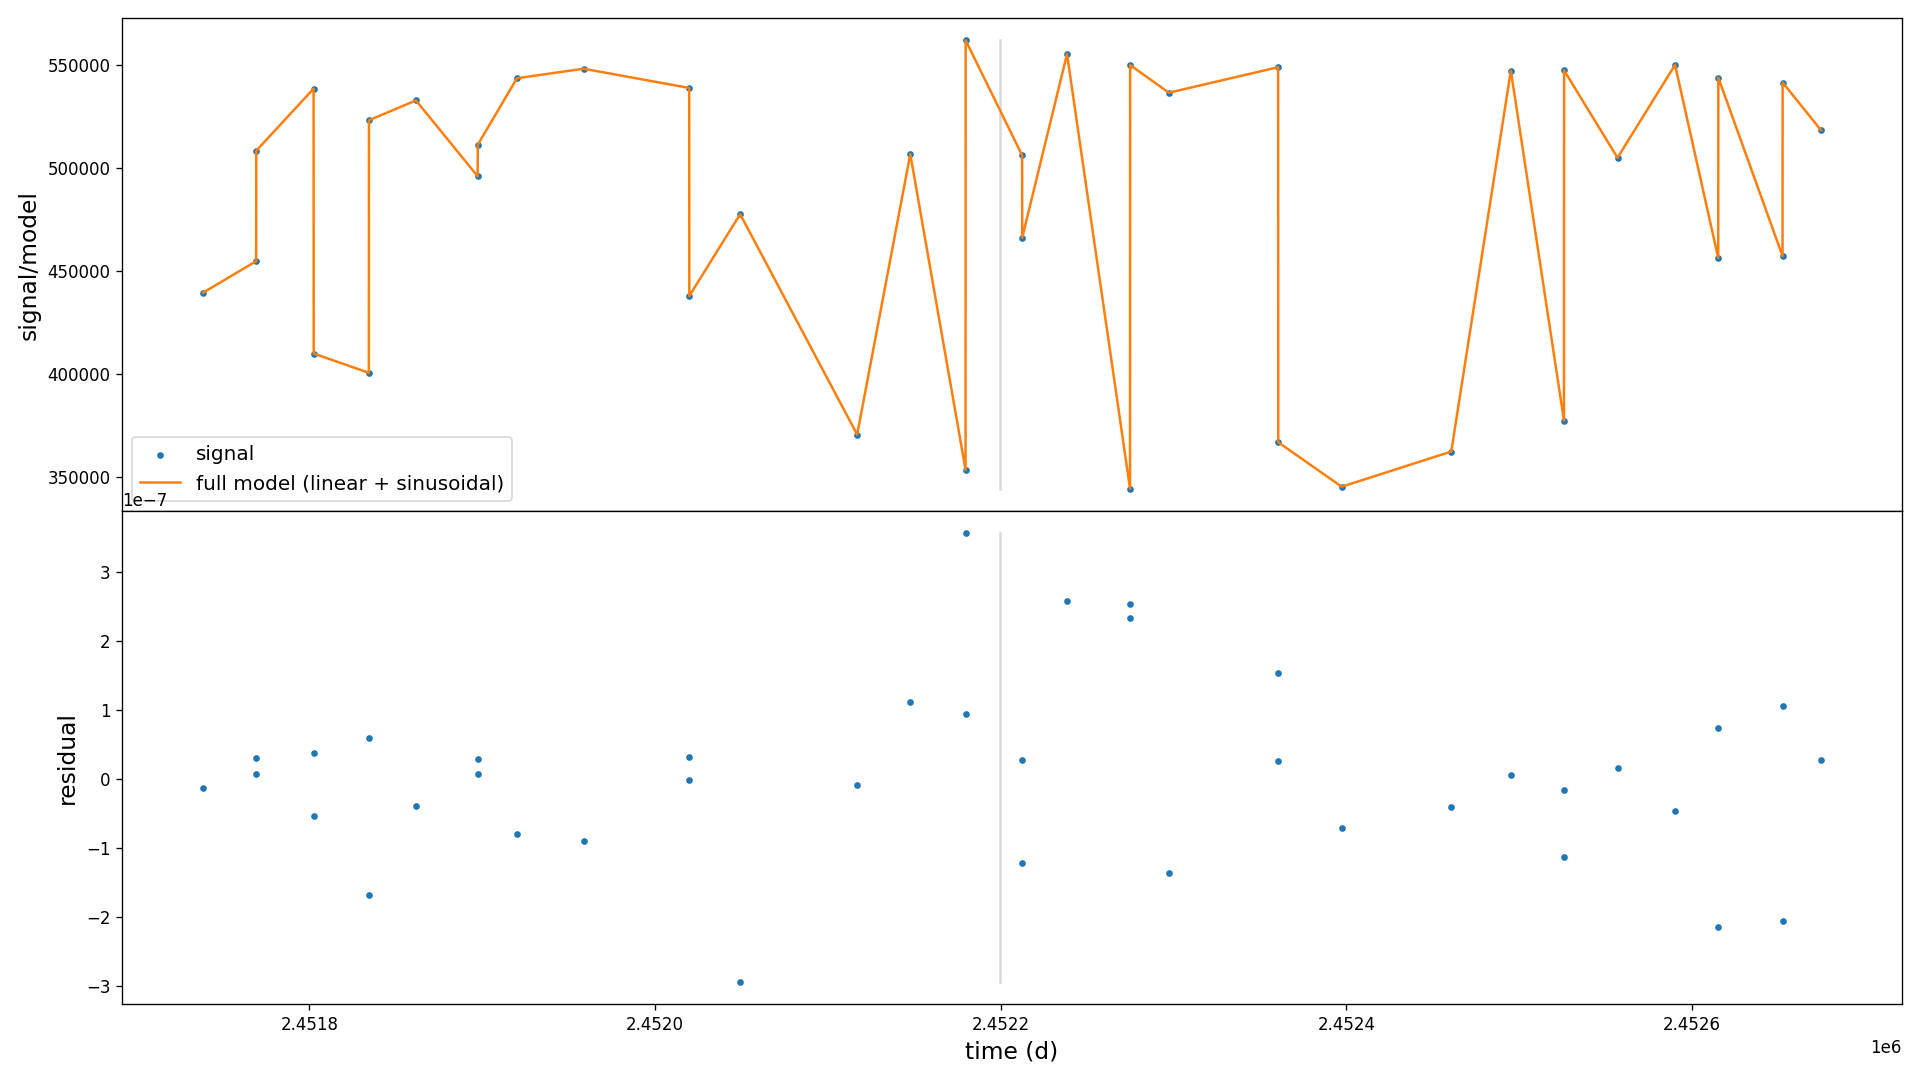 550000
500000
450000
400000
350000
signal/model
signal
full model (linear + sinusoidal)
1e−7
3
2
1
0
−1
−2
−3
residual
2.4518
2.4520
2.4522
2.4524
2.4526
1e6
time (d)